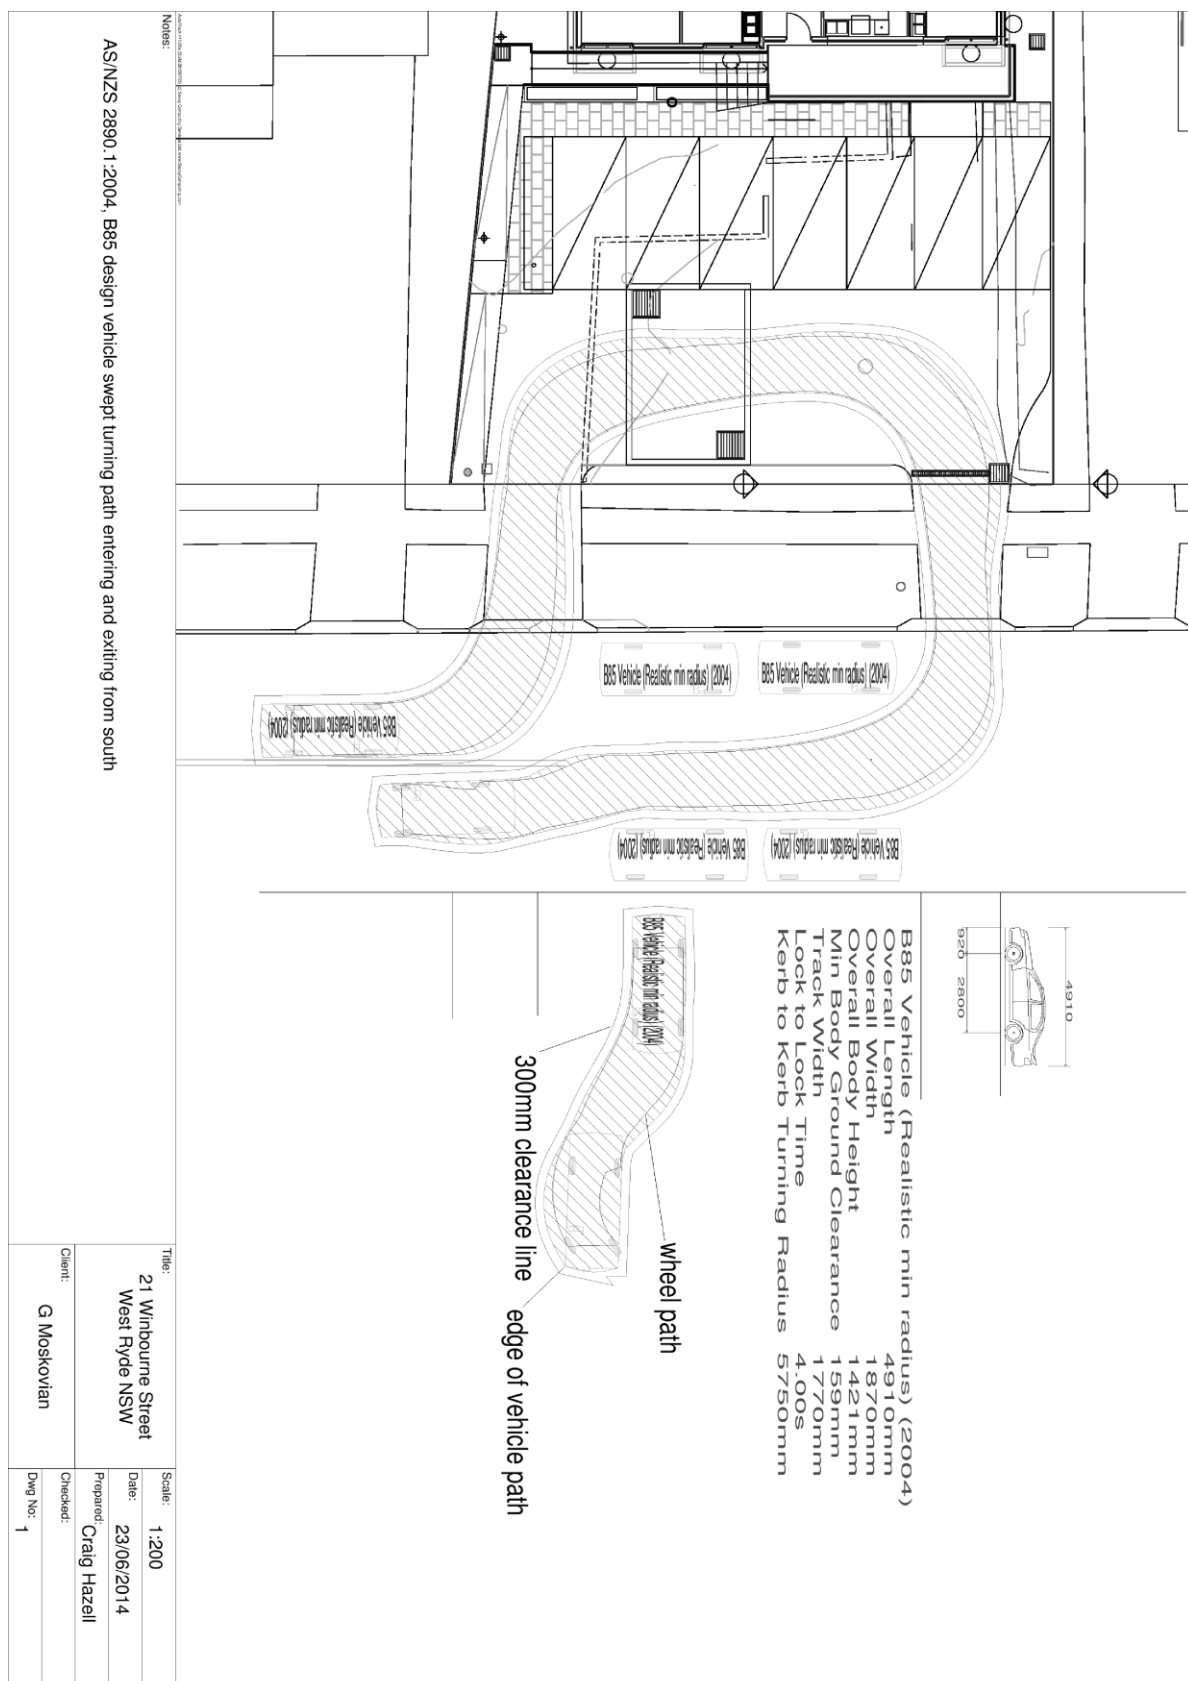 B85 Vehicle (Realistic min radius) (2004)
B85 Vehicle (Realistic min radius) (2004)
B85 Vehicle (Realistic min radius) (2004)
B85 Vehicle (Realistic min radius) (2004)
B85 Vehicle (Realistic min radius) (2004)
B85 Vehicle (Realistic min radius) (2004)
4910
920 2800
B85 Vehicle (Realistic min radius) (2004)
Overall Length 4910mm
Overall Width 1870mm
Overall Body Height 1421mm
Min Body Ground Clearance 159mm
Track Width 1770mm
Lock to Lock Time 4.00s
Kerb to Kerb Turning Radius 5750mm
wheel path
300mm clearance line
edge of vehicle path
Notes:
AS/NZS 2890.1:2004, B85 design vehicle swept turning path entering and exiting from south
Title:
21 Winbourne Street
West Ryde NSW
Client:
G Moskovian
Scale: 1:200
Date: 23/06/2014
Prepared: Craig Hazell
Checked:
Dwg No: 1